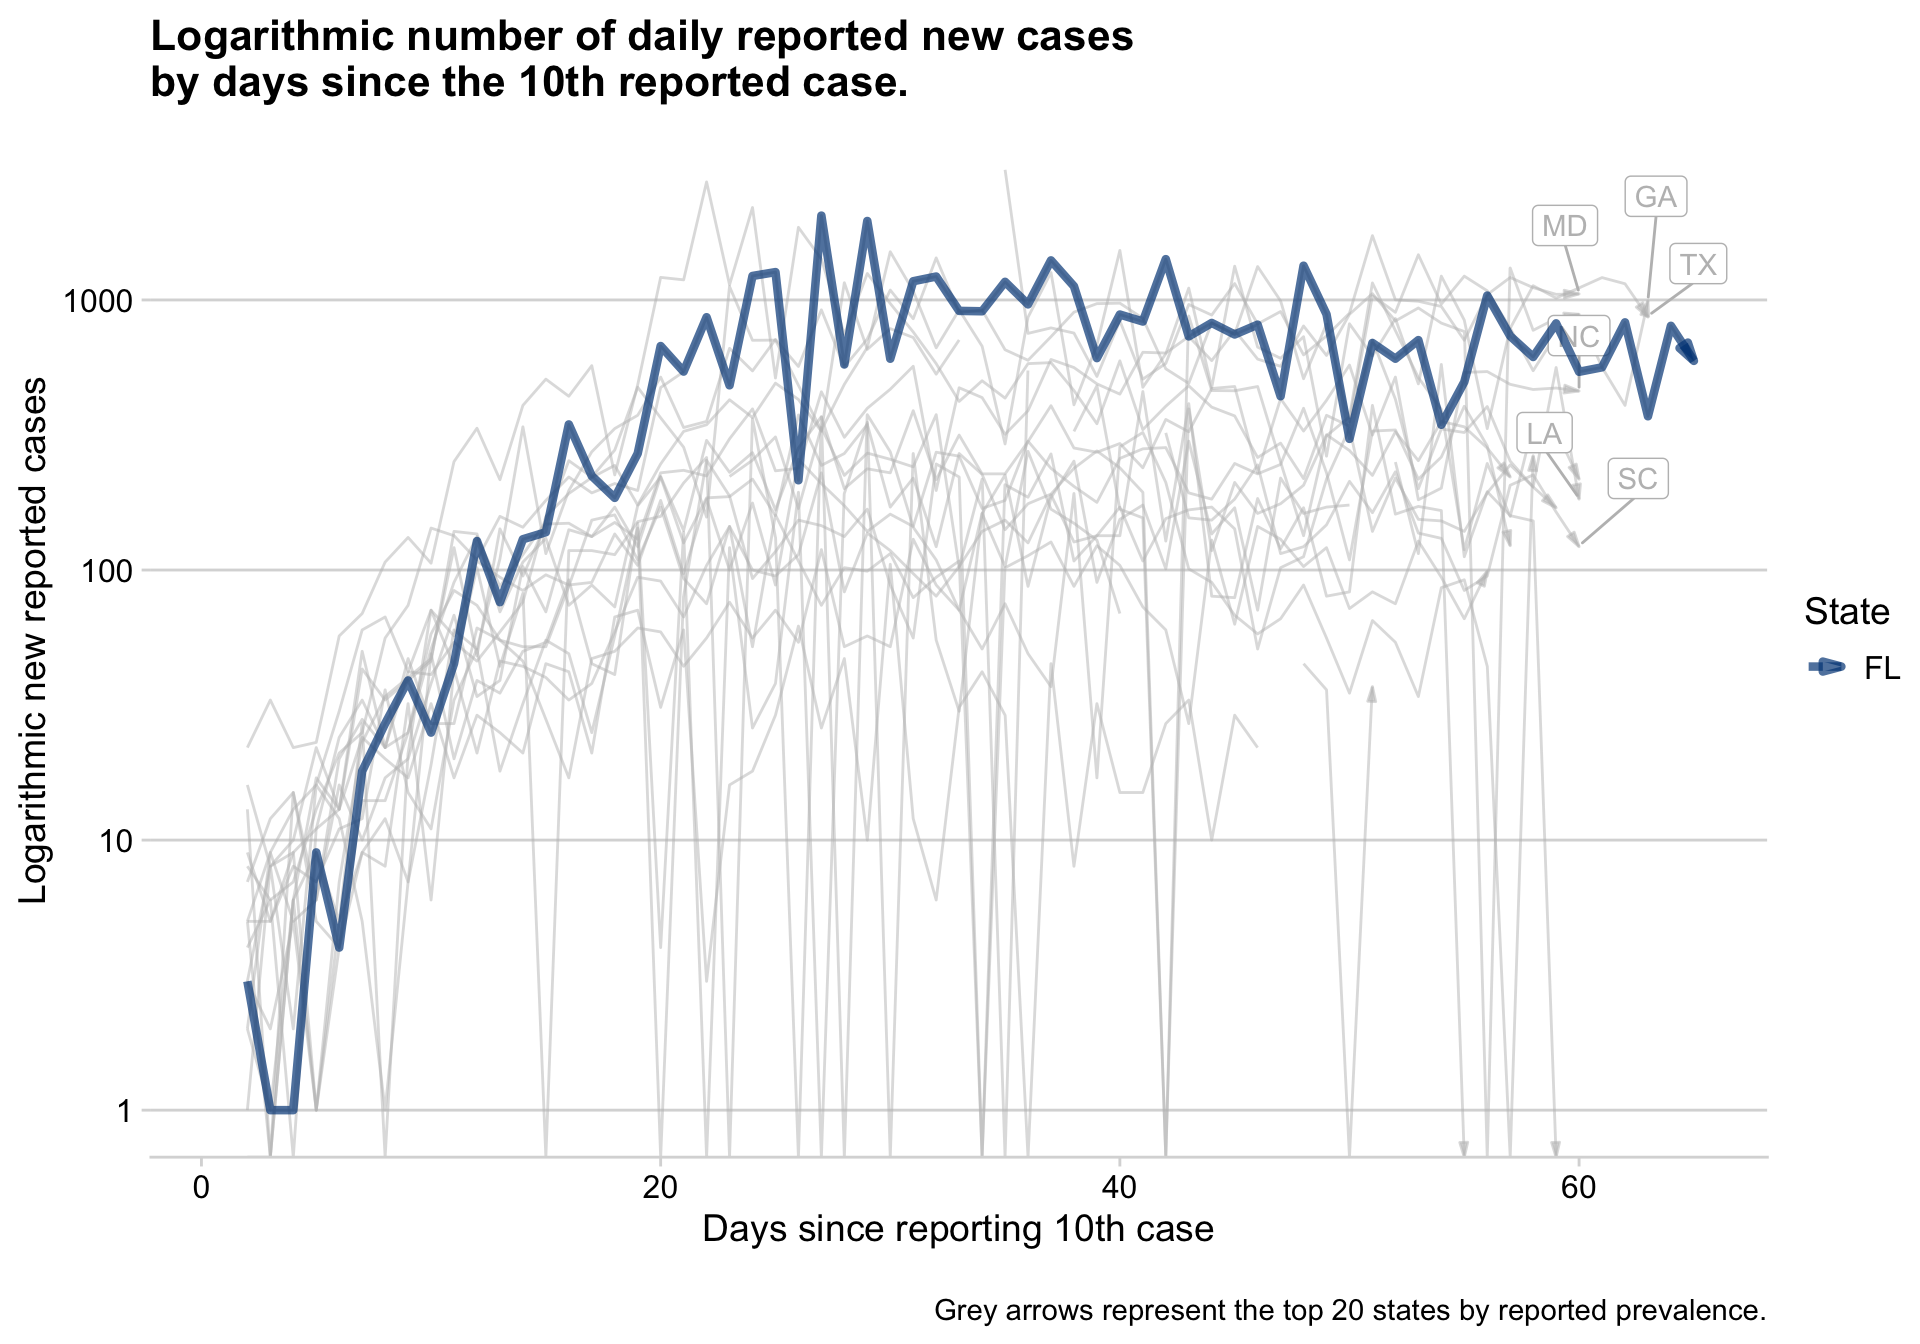 Logarithmic number of daily reported new cases
by days since the 10th reported case.
Logarithmic new reported cases
1000
100
10
1
GA
MD
TX
NC
LA
SC
State
FL
0
20
40
60
Days since reporting 10th case
Grey arrows represent the top 20 states by reported prevalence.